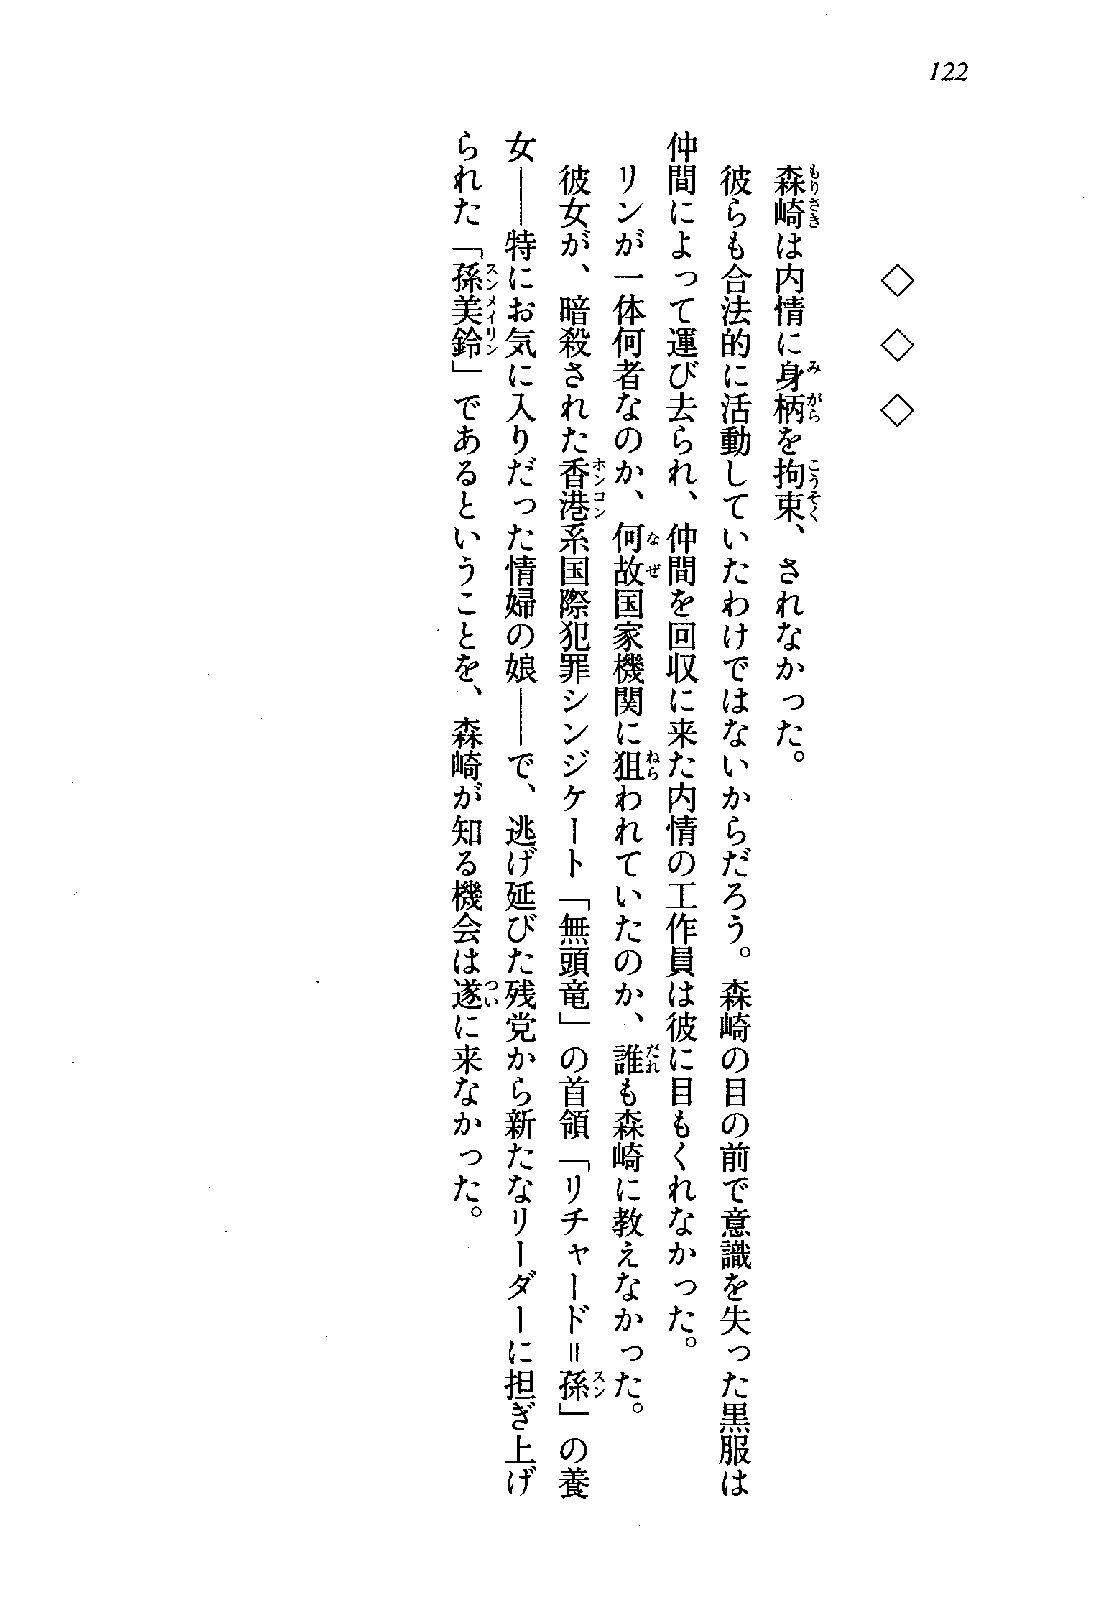 122
◇ ◇ ◇
森崎は内情に身柄を拘束、されなかった。
彼らも合法的に活動していたわけではないからだろう。森崎の目の前で意識を失った黒服は
仲間によって運び去られ、仲間を回収に来た内情の工作員は彼に目もくれなかった。
リンが一体何者なのか、何故国家機関に狙われていたのか、誰も森崎に教えなかった。
彼女が、暗殺された香港系国際犯罪シンジケート「無頭竜」の首領「リチャード＝孫」の養
女――特にお気に入りだった情婦の娘――で、逃げ延びた残党から新たなリーダーに担ぎ上げ
られた「孫美鈴」であるということを、森崎が知る機会は遂に来なかった。